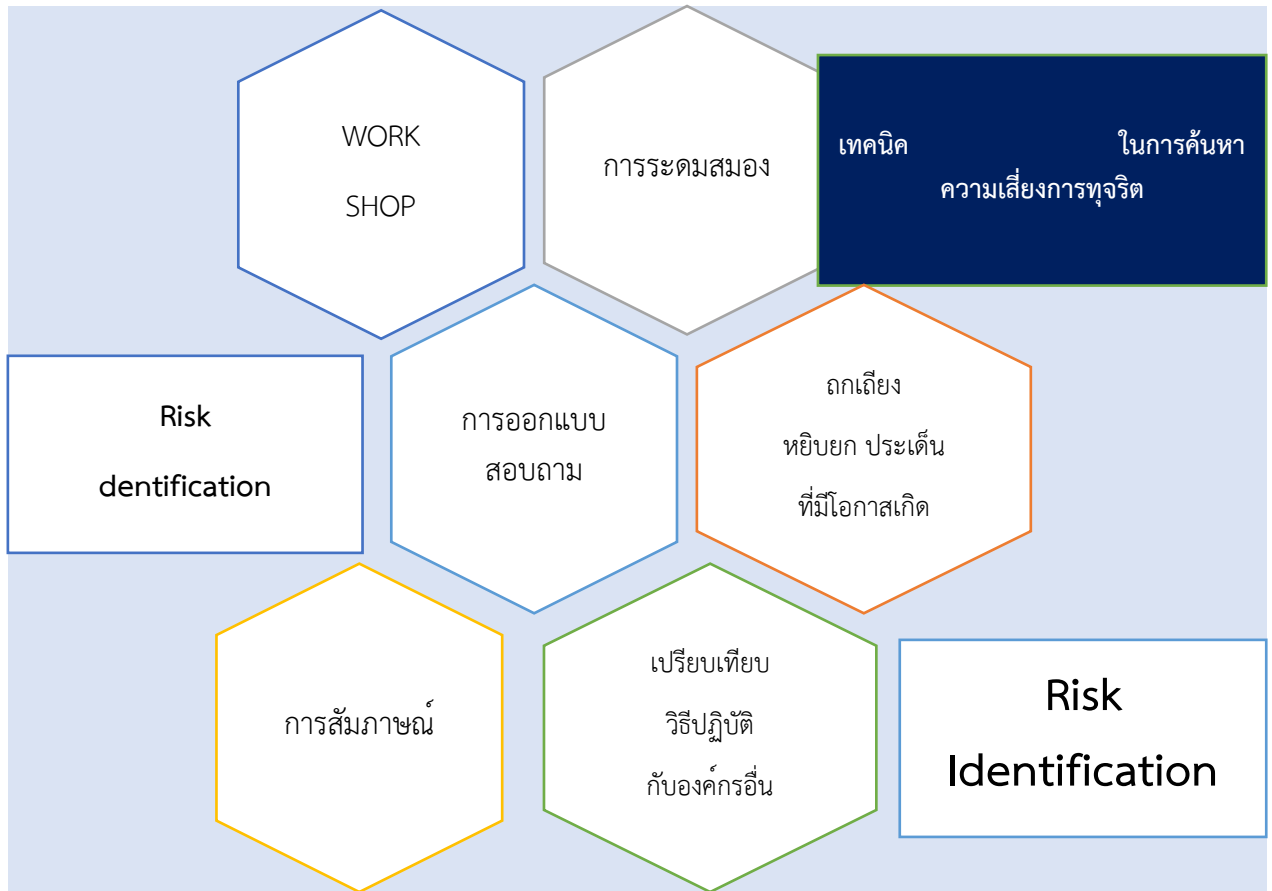 WORK
SHOP
การระดมสมอง
เทคนิค ในการค้นหา
ความเสี่ยงการทุจริต
Risk
dentification
การออกแบบ
สอบถาม
ถกเถียง
หยิบยก ประเด็น
ที่มีโอกาสเกิด
การสัมภาษณ์
เปรียบเทียบ
วิธีปฏิบัติ
กับองค์กรอื่น
Risk
Identification